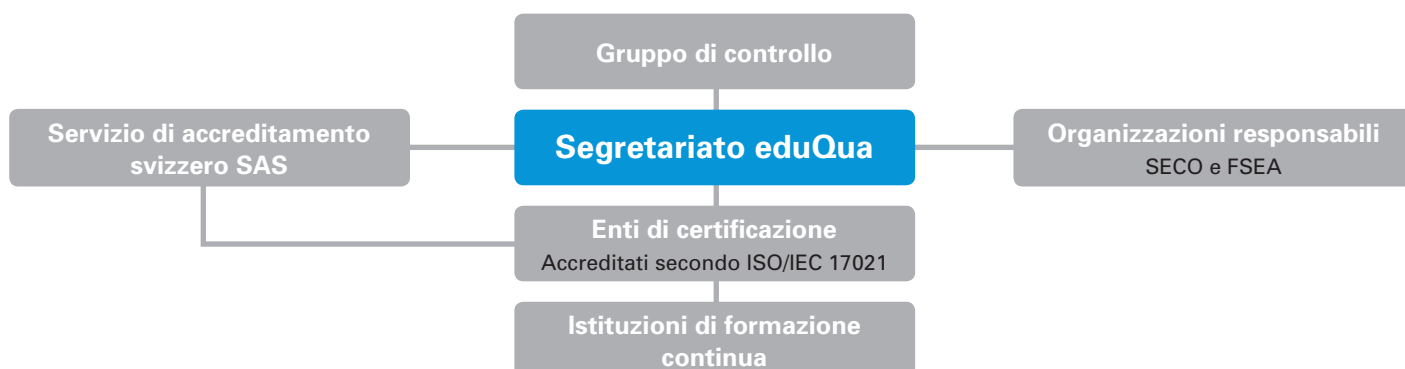 Gruppo di controllo
Servizio di accreditamento
svizzero SAS
Segretariato eduQua
Organizzazioni responsabili
SECO e FSEA
Enti di certificazione
Accreditati secondo ISO/IEC 17021
Istituzioni di formazione
continua